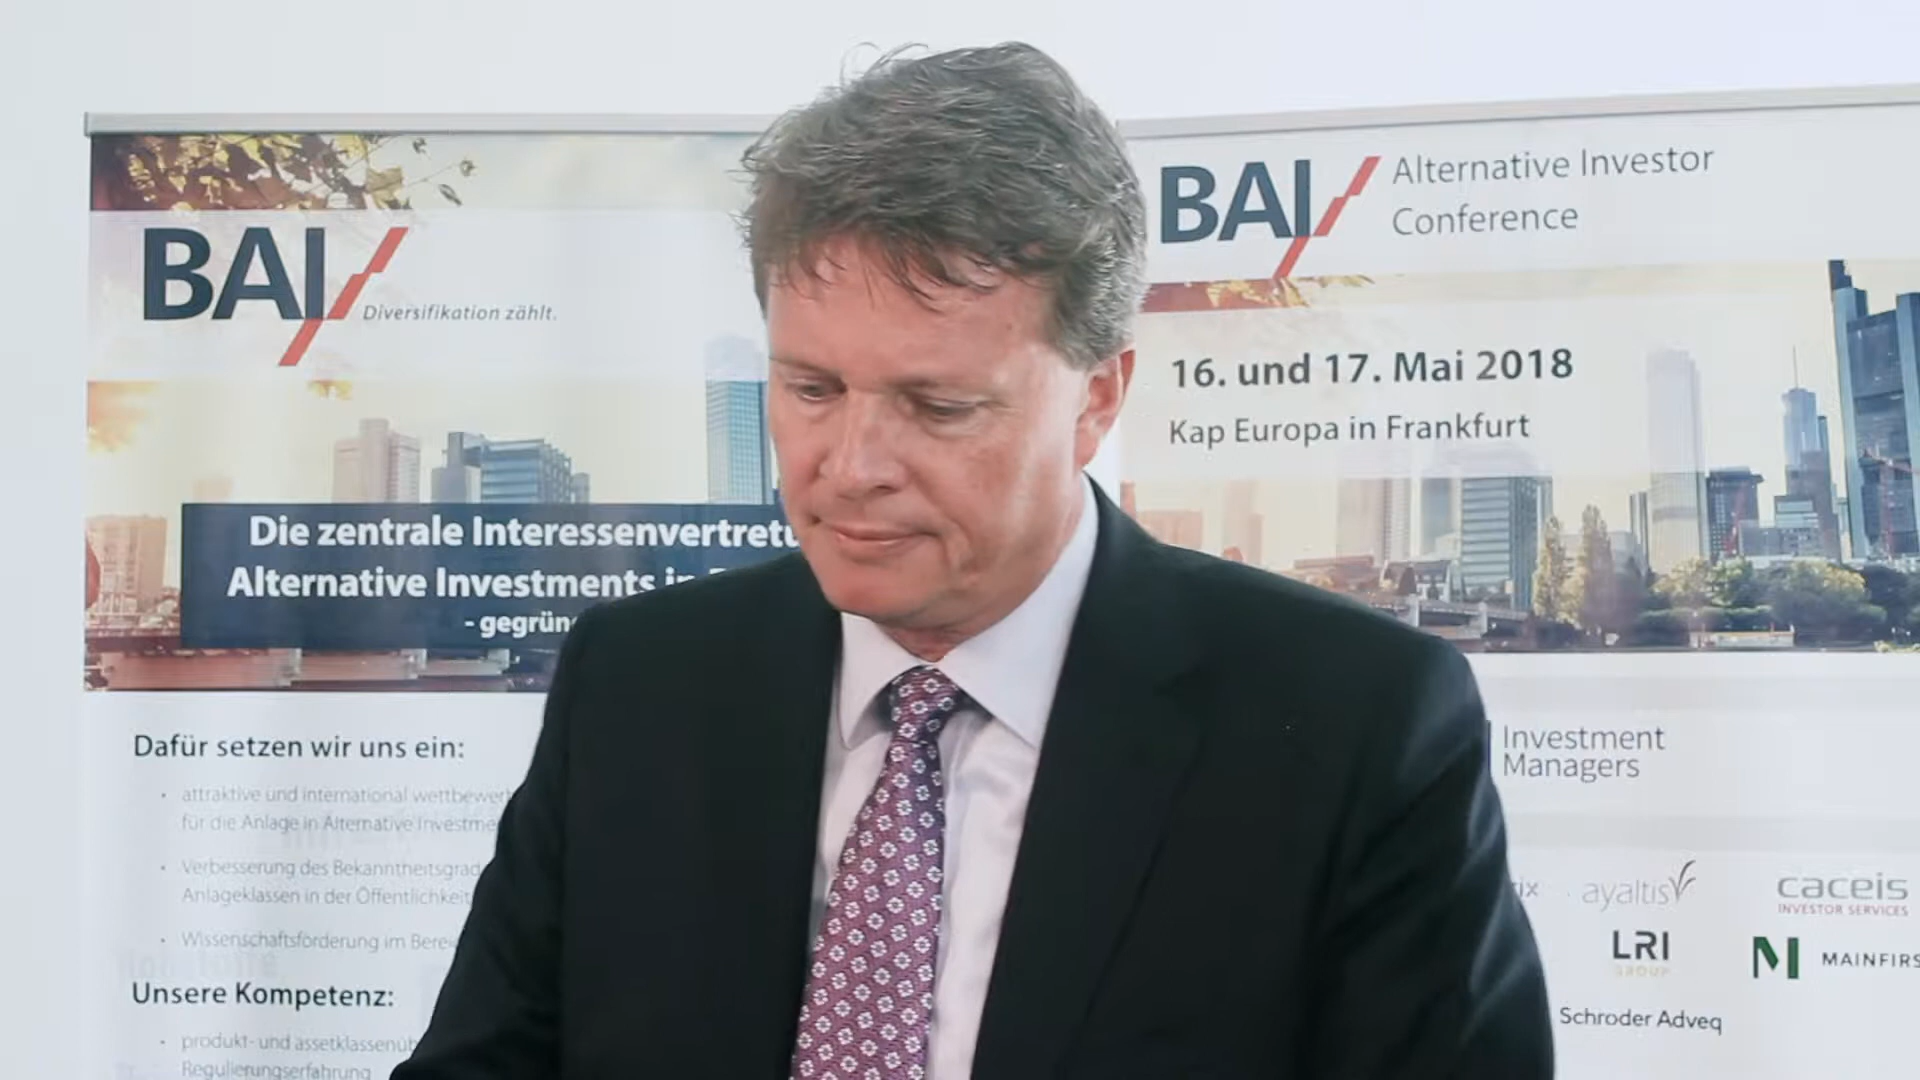 BAI
Diversifikation zählt.
Die zentrale Interessenvertretu
Alternative Investments in
- gegrün
Dafür setzen wir uns ein:
• attraktive und international wettbewer
für die Anlage in Alternative Investme
• Verbesserung des Bekanntheitsgrad
Anlageklassen in der Öffentlichkeit
• Wissenschaftsförderung im Berei
Unsere Kompetenz:
• produkt- und assetklassenüb
Regulierungserfahrung
BAI
Alternative Investor
Conference
16. und 17. Mai 2018
Kap Europa in Frankfurt
Investment
Managers
ayaltis
caceis
INVESTOR SERVICES
LRI
GROUP
MAINFIRS
Schroder Adveq